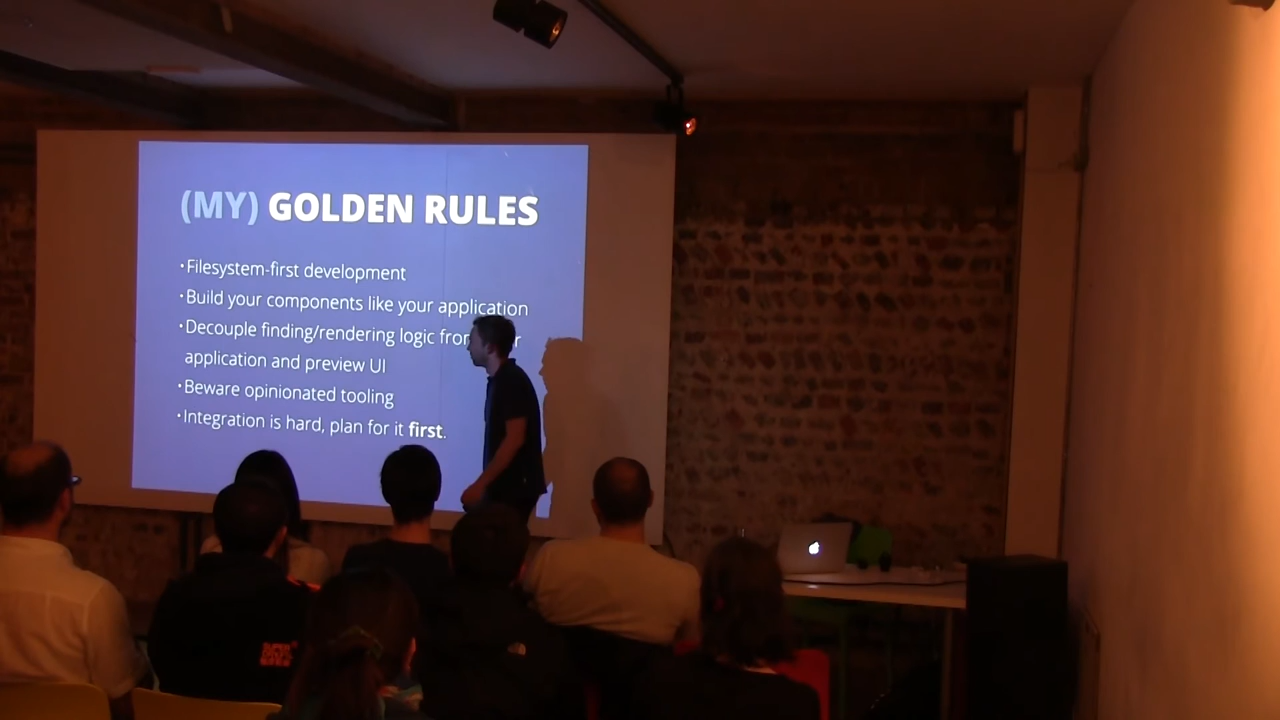 (MY) GOLDEN RULES
•Filesystem-first development
•Build your components like your application
•Decouple finding/rendering logic
application and preview UI
•Beware opinionated tooling
•Integration is hard, plan for it first.